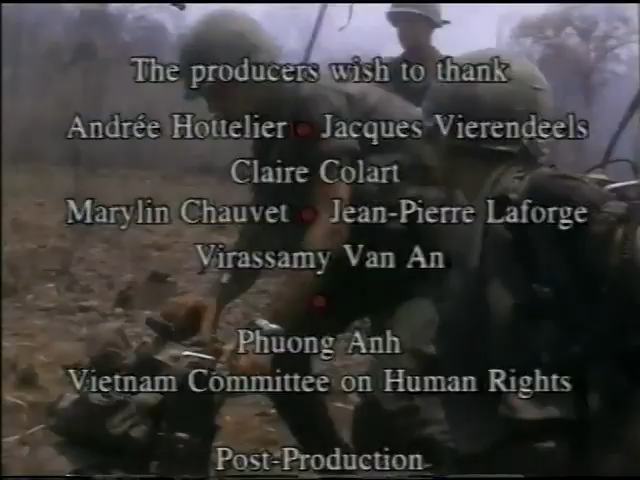 The producers wish to thank
Andrée Hottelier • Jacques Vierendeels
Claire Colart
Marylin Chauvet • Jean-Pierre Laforge
Virassamy Van An
•
Phuong Anh
Vietnam Committee on Human Rights
Post-Production